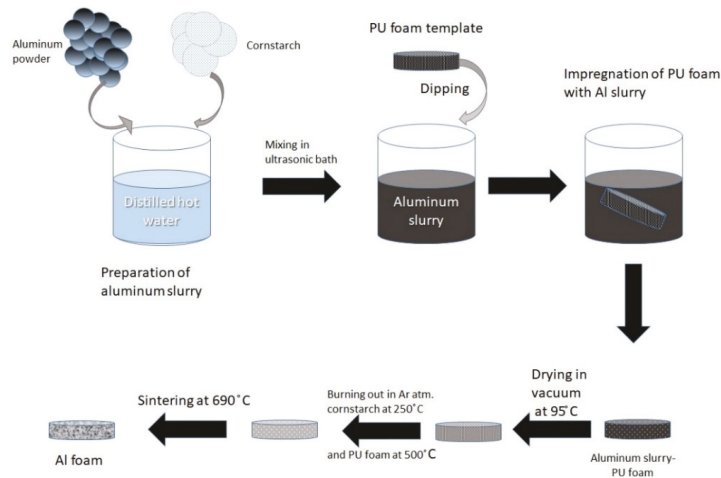 Aluminum
powder
Cornstarch
Distilled hot
water
Preparation of
aluminum slurry
Mixing in
ultrasonic bath
PU foam template
Dipping
Aluminum
slurry
Impregnation of PU foam
with Al slurry
Drying in
vacuum
at 95˚C
Aluminum slurry-
PU foam
Burning out in Ar atm.
cornstarch at 250˚C
and PU foam at 500˚C
Sintering at 690˚C
Al foam